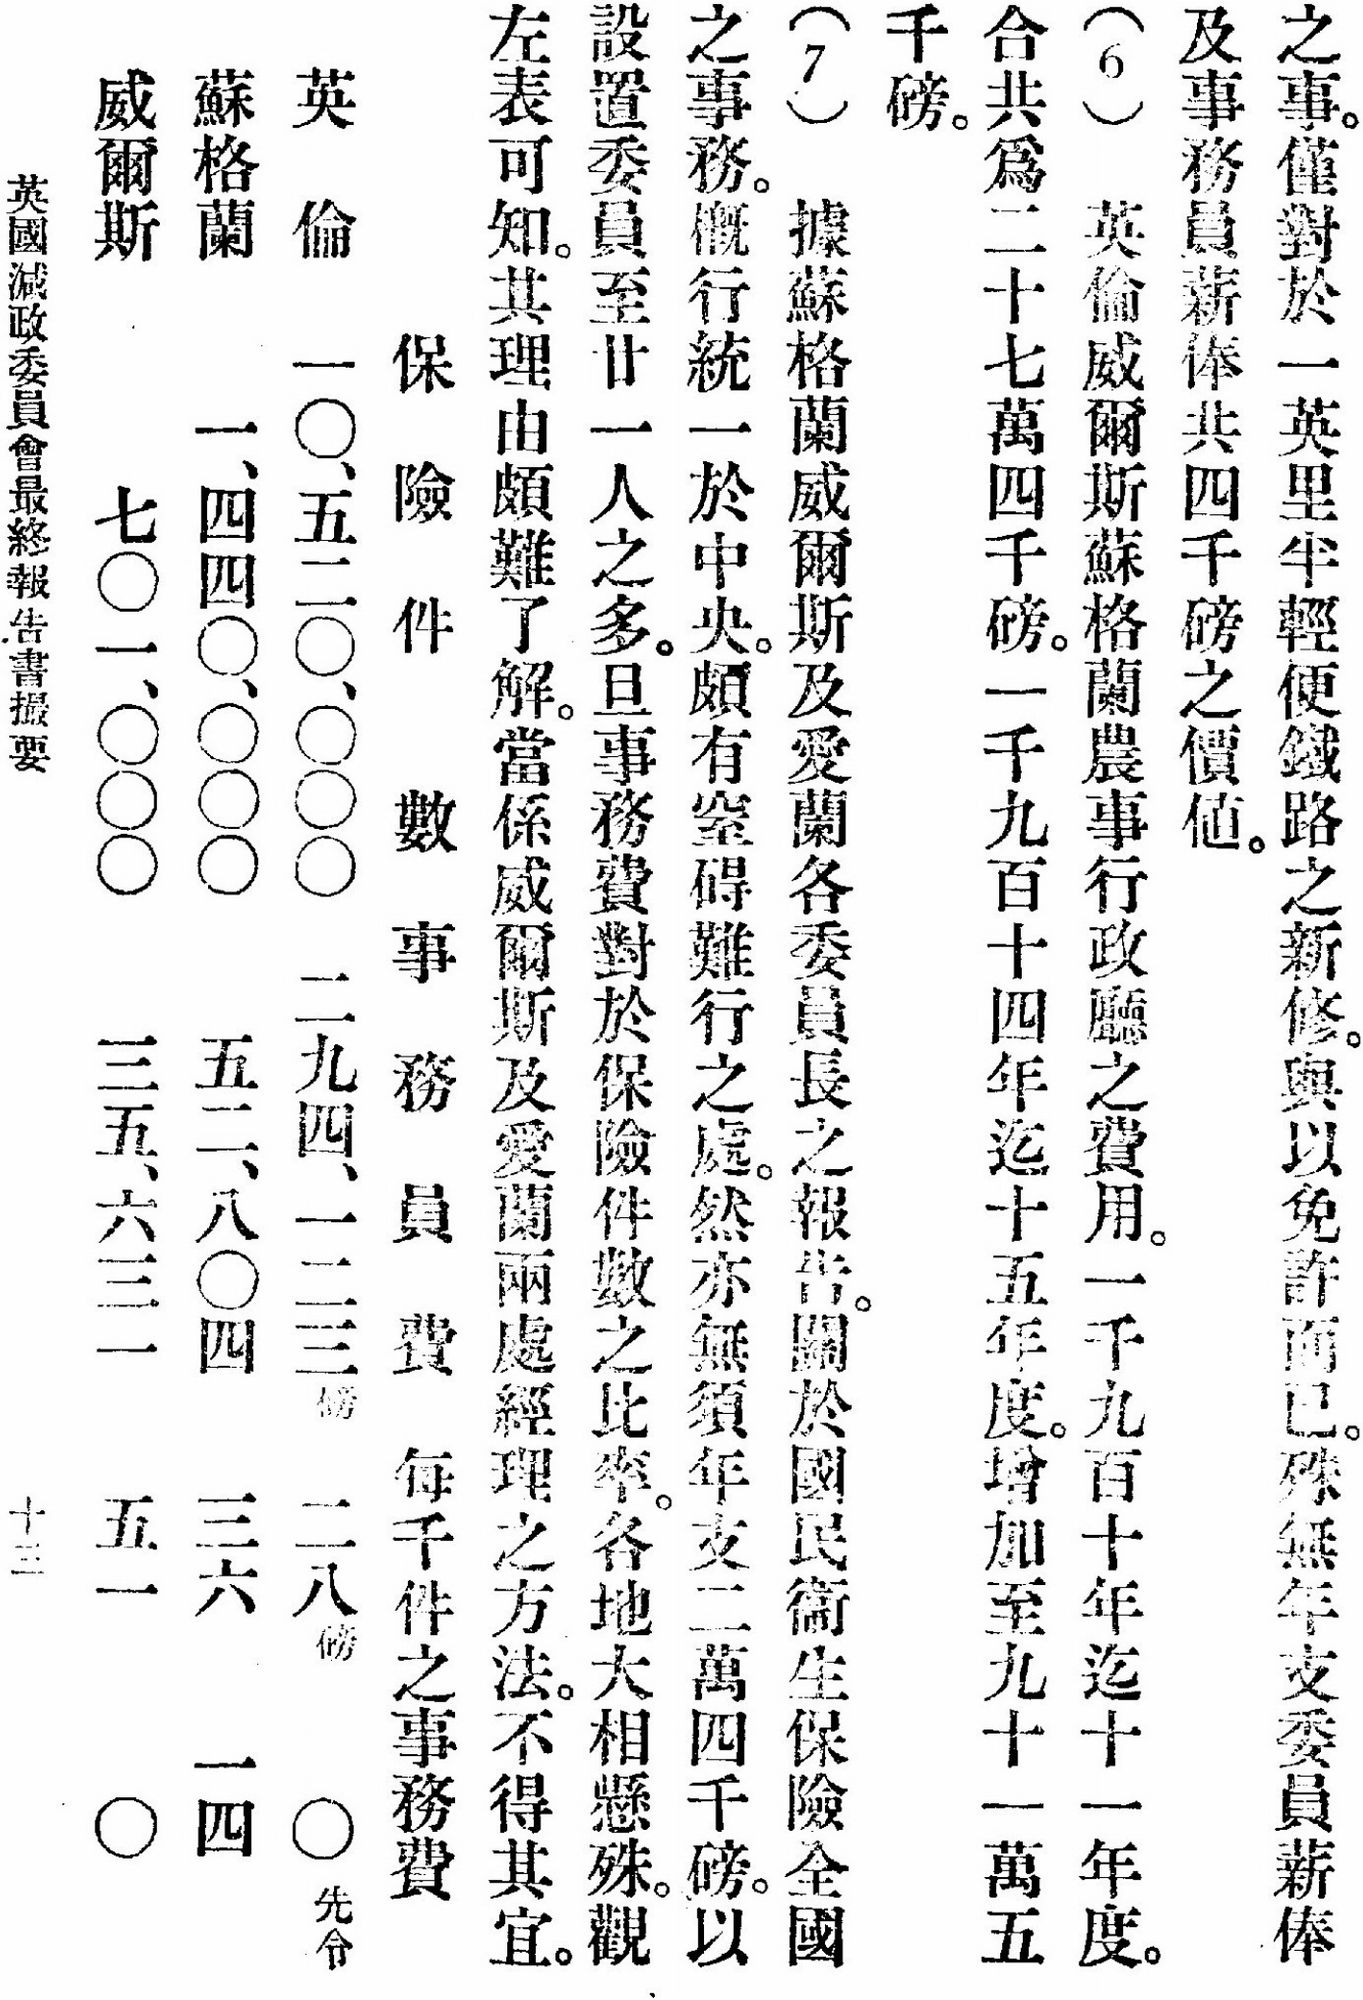 之事。僅對於一英里半輕便鐵路之新修。與以免許而已。殊無年支委員薪俸
及事務員薪俸共四千磅之價値。
(6)　英倫威爾斯蘇格蘭農事行政廳之費用。一千九百十年迄十一年度。
合共爲二十七萬四千磅。一千九百十四年迄十五年度。增加至九十一萬五
千磅。
(7)　據蘇格蘭威爾斯及愛蘭各委員長之報告。關於國民衞生保險全國
之事務。槪行統一於中央。頗有窒碍難行之處。然亦無須年支二萬四千磅。以
設置委員至廿一人之多。且事務費對於保險件數之比率。各地大相懸殊。觀
左表可知。其理由頗難了解。當係威爾斯及愛蘭兩處經理之方法。不得其宜。
保險件數　事務員費　每千件之事務費
英倫　一〇、五二〇、〇〇〇　二九四、一二三磅　二八磅　〇先令
蘇格蘭　一、四四〇、〇〇〇　五二、八〇四　三六　一四
威爾斯　七〇一、〇〇〇　三五、六三一　五一　〇
英國減政委員會最終報告書撮要　十三